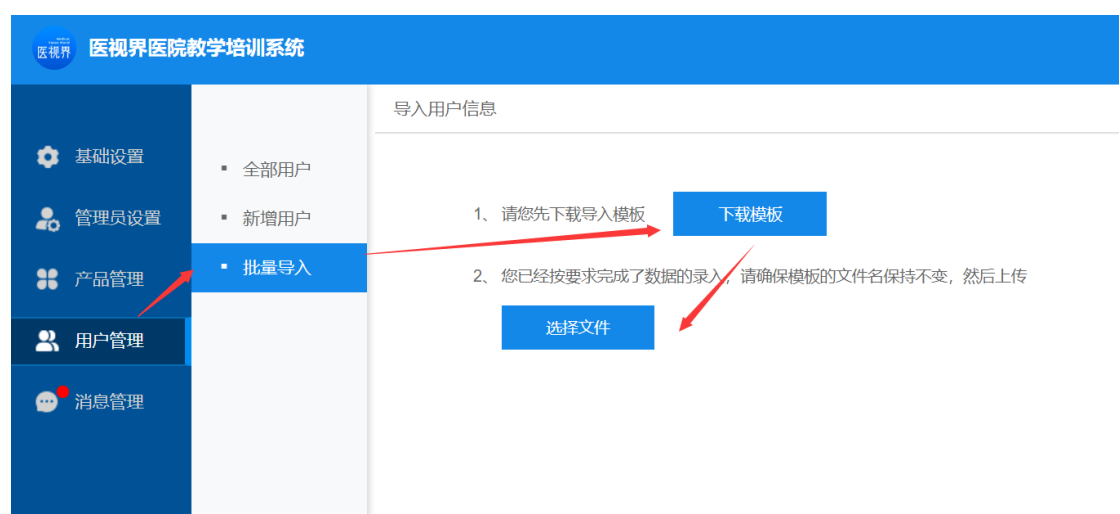 医视界
医视界医院教学培训系统
导入用户信息
基础设置
管理员设置
产品管理
用户管理
消息管理
全部用户
新增用户
批量导入
1、 请您先下载导入模板 下载模板
2、 您已经按要求完成了数据的录入，请确保模板的文件名保持不变，然后上传
选择文件